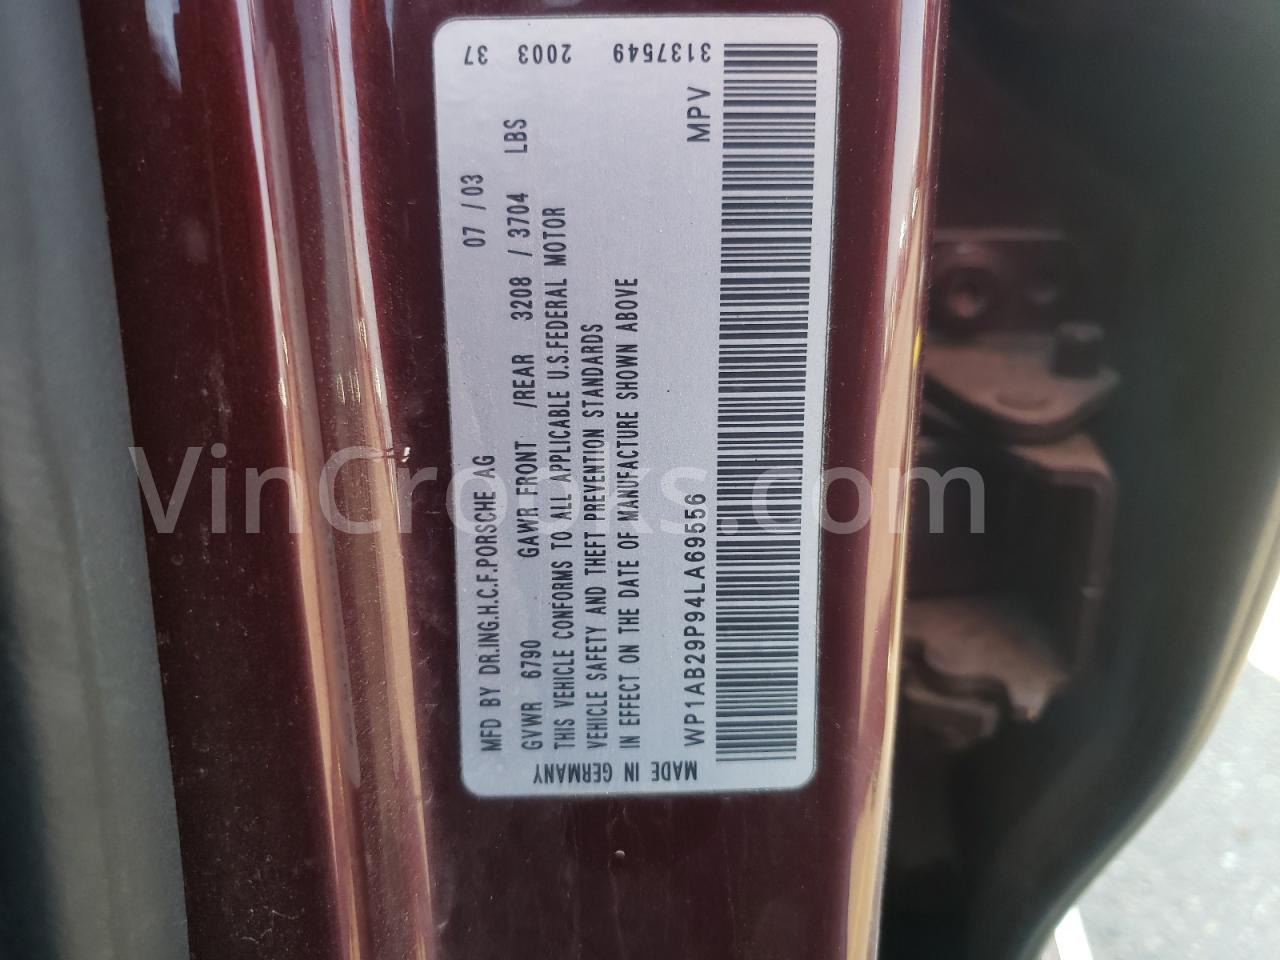 MFD BY DR.ING.H.C.F.PORSCHE AG 07 / 03
GVWR 6790 GAWR FRONT /REAR 3208 / 3704 LBS
THIS VEHICLE CONFORMS TO ALL APPLICABLE U.S.FEDERAL MOTOR
VEHICLE SAFETY AND THEFT PREVENTION STANDARDS
IN EFFECT ON THE DATE OF MANUFACTURE SHOWN ABOVE
WP1AB29P94LA69556 MPV
MADE IN GERMANY
37 2003 3137549
VinCrooks.com